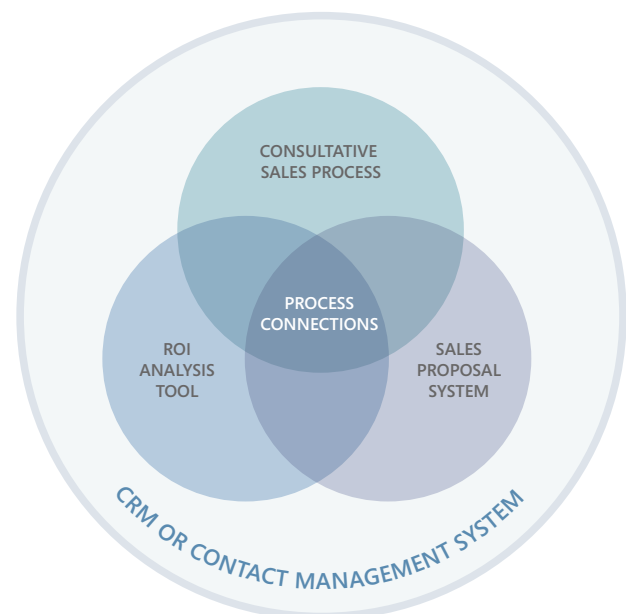 CONSULTATIVE
SALES PROCESS
PROCESS
CONNECTIONS
ROI
ANALYSIS
TOOL
SALES
PROPOSAL
SYSTEM
CRM OR CONTACT MANAGEMENT SYSTEM